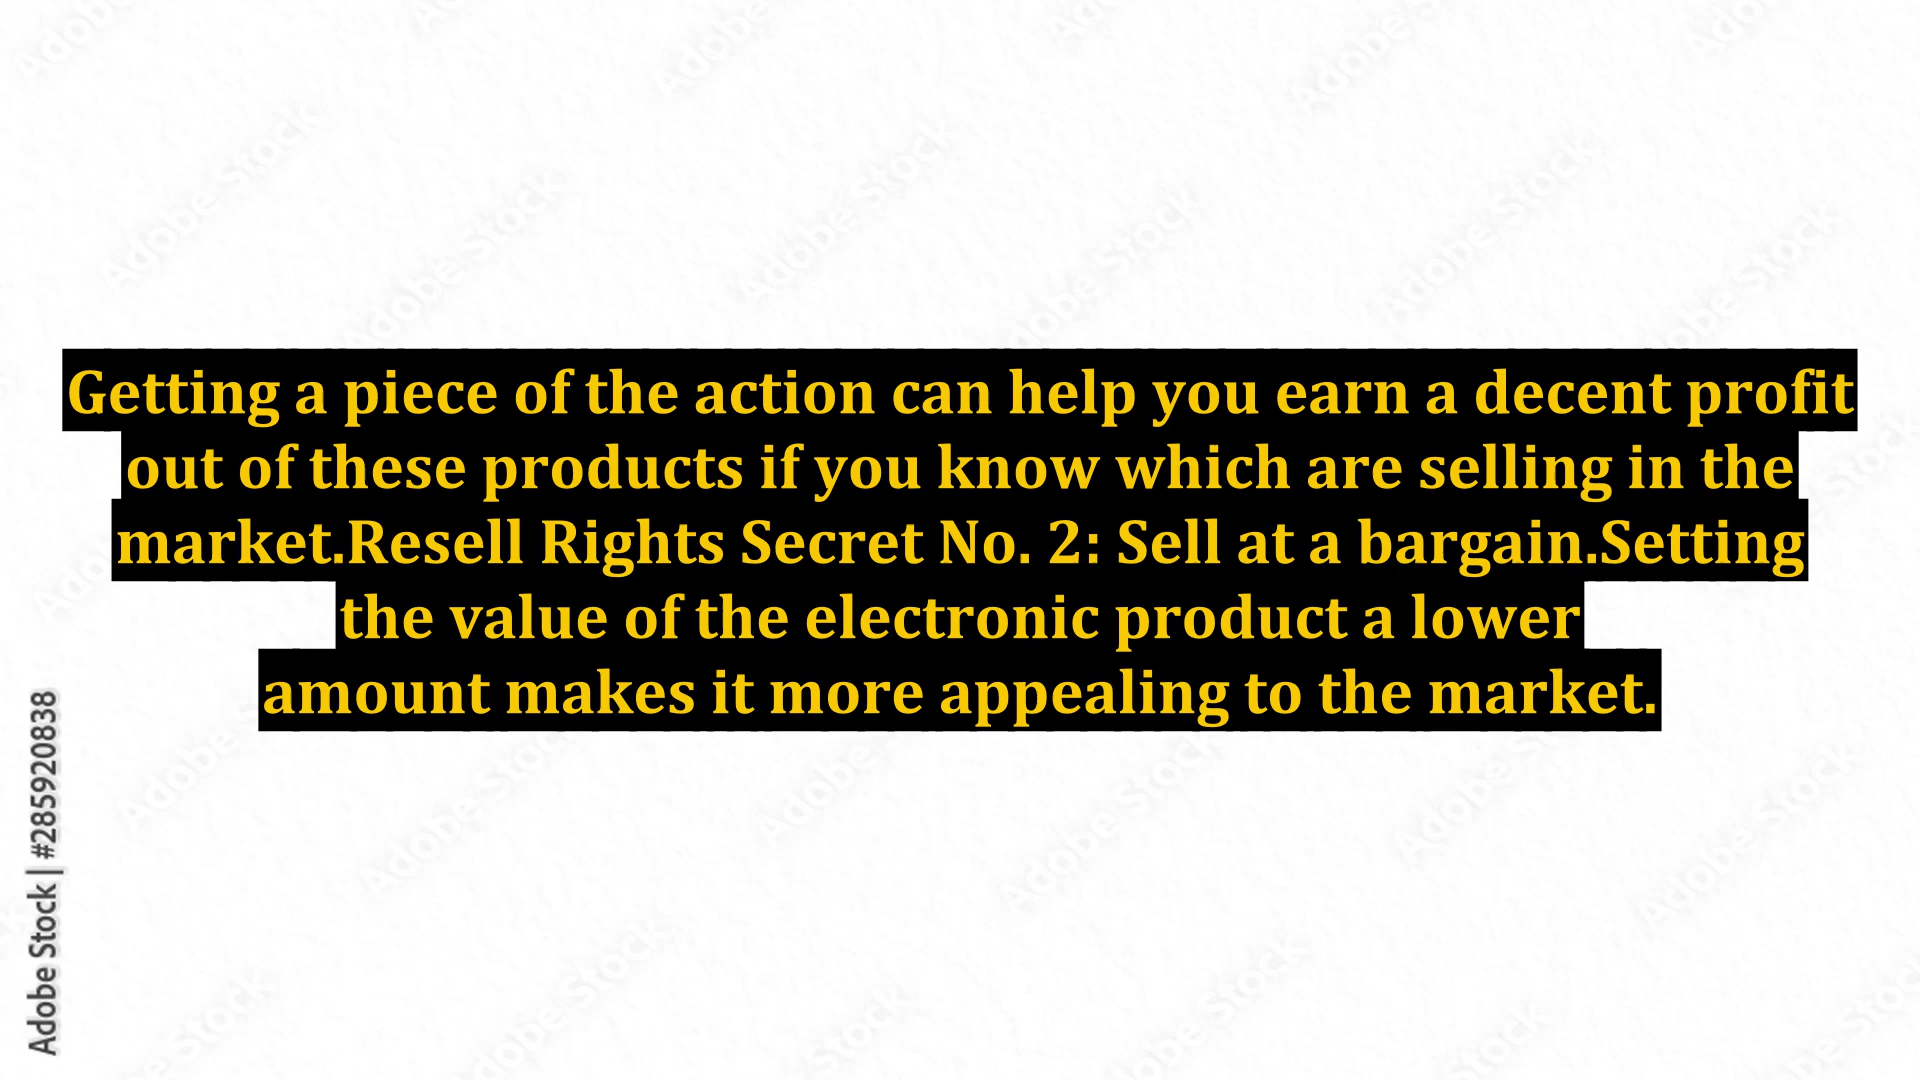 Getting a piece of the action can help you earn a decent profit
out of these products if you know which are selling in the
market.Resell Rights Secret No. 2: Sell at a bargain.Setting
the value of the electronic product a lower
amount makes it more appealing to the market.
Adobe Stock | #285920838